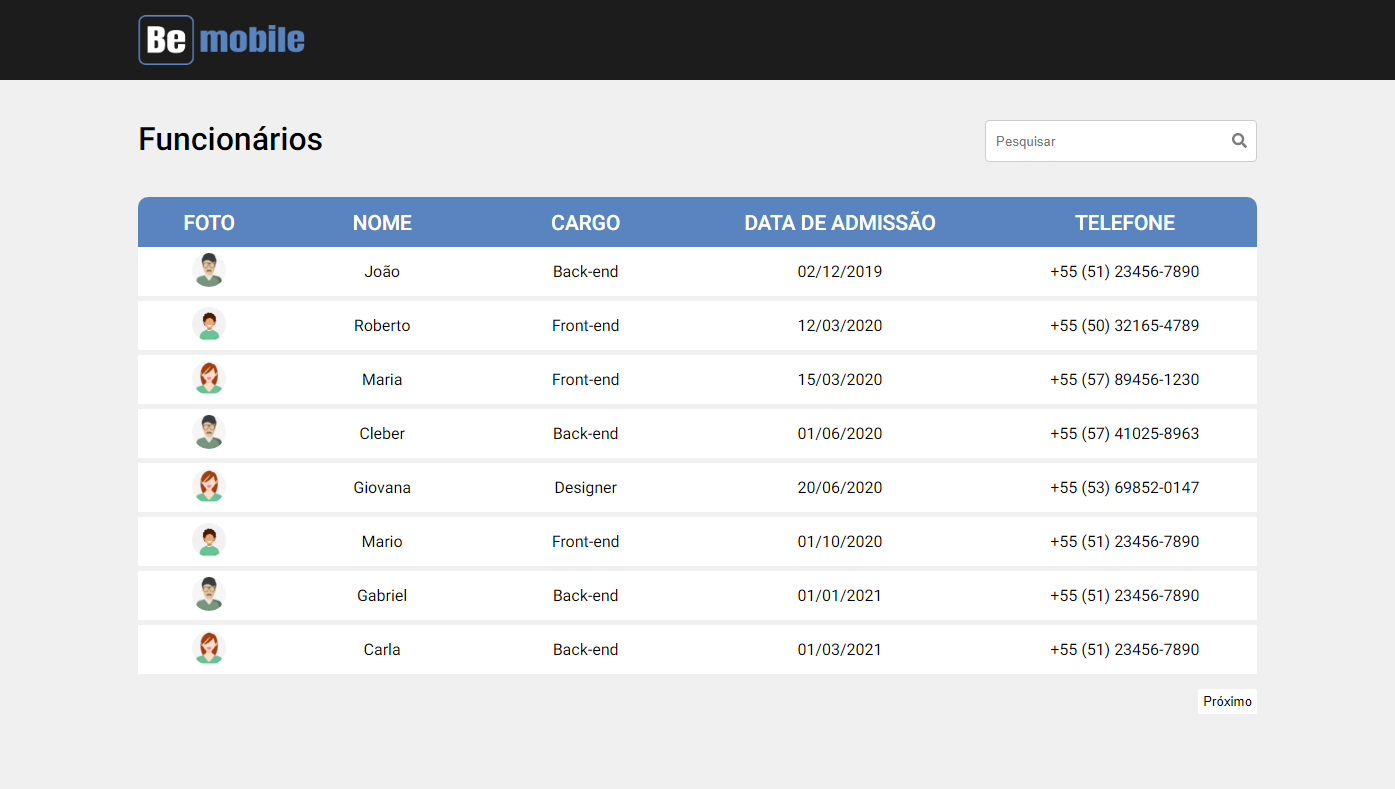 Be mobile
Funcionários
Pesquisar
FOTO NOME CARGO DATA DE ADMISSÃO TELEFONE
João Back-end 02/12/2019 +55 (51) 23456-7890
Roberto Front-end 12/03/2020 +55 (50) 32165-4789
Maria Front-end 15/03/2020 +55 (57) 89456-1230
Cleber Back-end 01/06/2020 +55 (57) 41025-8963
Giovana Designer 20/06/2020 +55 (53) 69852-0147
Mario Front-end 01/10/2020 +55 (51) 23456-7890
Gabriel Back-end 01/01/2021 +55 (51) 23456-7890
Carla Back-end 01/03/2021 +55 (51) 23456-7890
Próximo